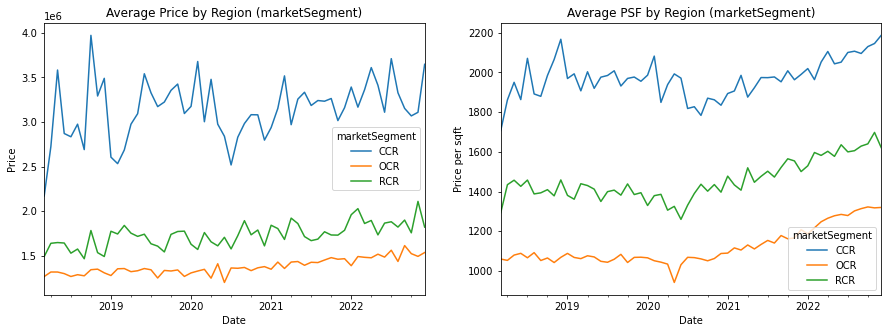 Average Price by Region (marketSegment)
1e6
4.0
3.5
3.0
2.5
2.0
1.5
Price
marketSegment
CCR
OCR
RCR
2019
2020
2021
2022
Date
Average PSF by Region (marketSegment)
2200
2000
1800
1600
1400
1200
1000
Price per sqft
marketSegment
CCR
OCR
RCR
2019
2020
2021
2022
Date